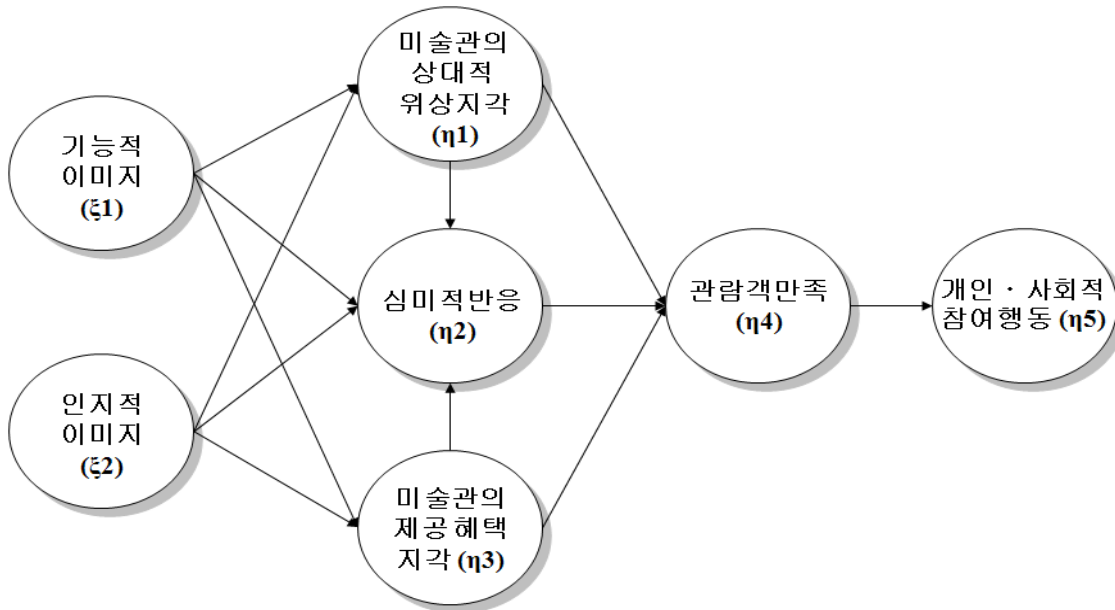 기능적
이미지
(ξ1)
인지적
이미지
(ξ2)
미술관의
상대적
위상지각
(η1)
심미적반응
(η2)
미술관의
제공혜택
지각 (η3)
관람객만족
(η4)
개인 · 사회적
참여행동 (η5)